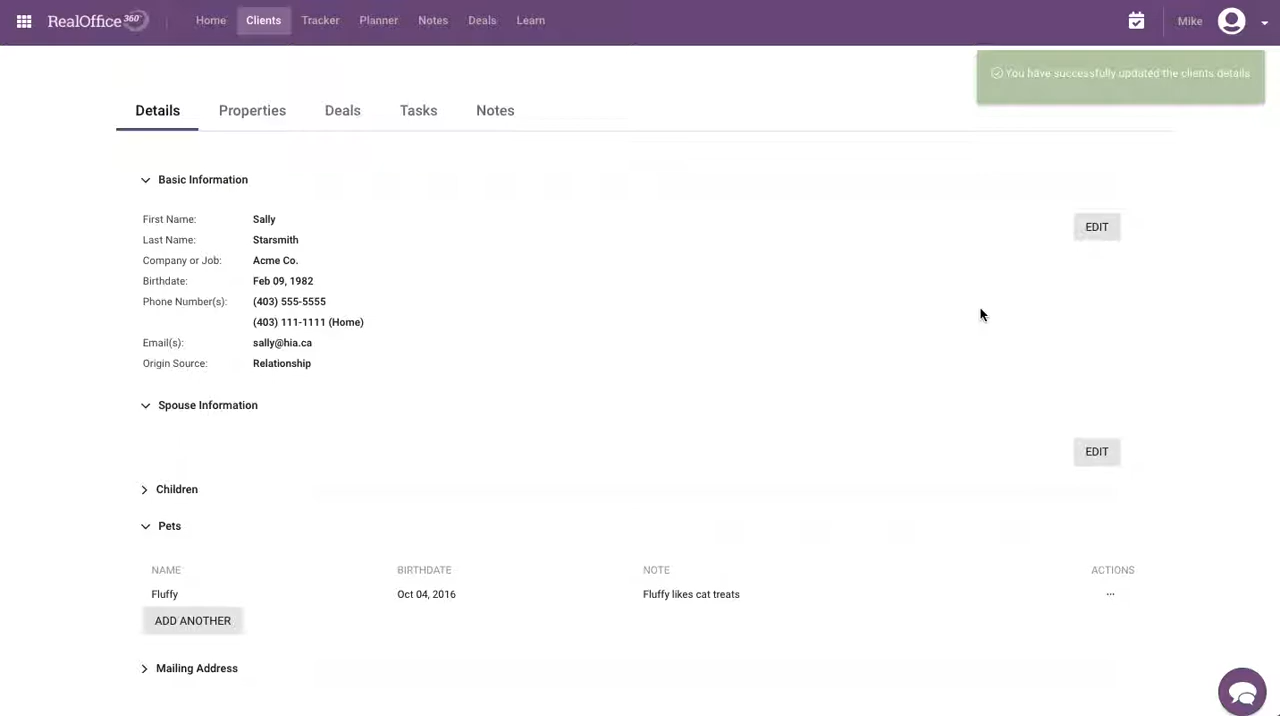 RealOffice360 Home Clients Tracker Planner Notes Deals Learn Mike
You have successfully updated the clients details
Details Properties Deals Tasks Notes
Basic Information
First Name: Sally
EDIT
Last Name: Starsmith
Company or Job: Acme Co.
Birthdate: Feb 09, 1982
Phone Number(s): (403) 555-5555
(403) 111-1111 (Home)
Email(s): sally@hia.ca
Origin Source: Relationship
Spouse Information
EDIT
Children
Pets
NAME BIRTHDATE NOTE ACTIONS
Fluffy Oct 04, 2016 Fluffy likes cat treats ...
ADD ANOTHER
Mailing Address